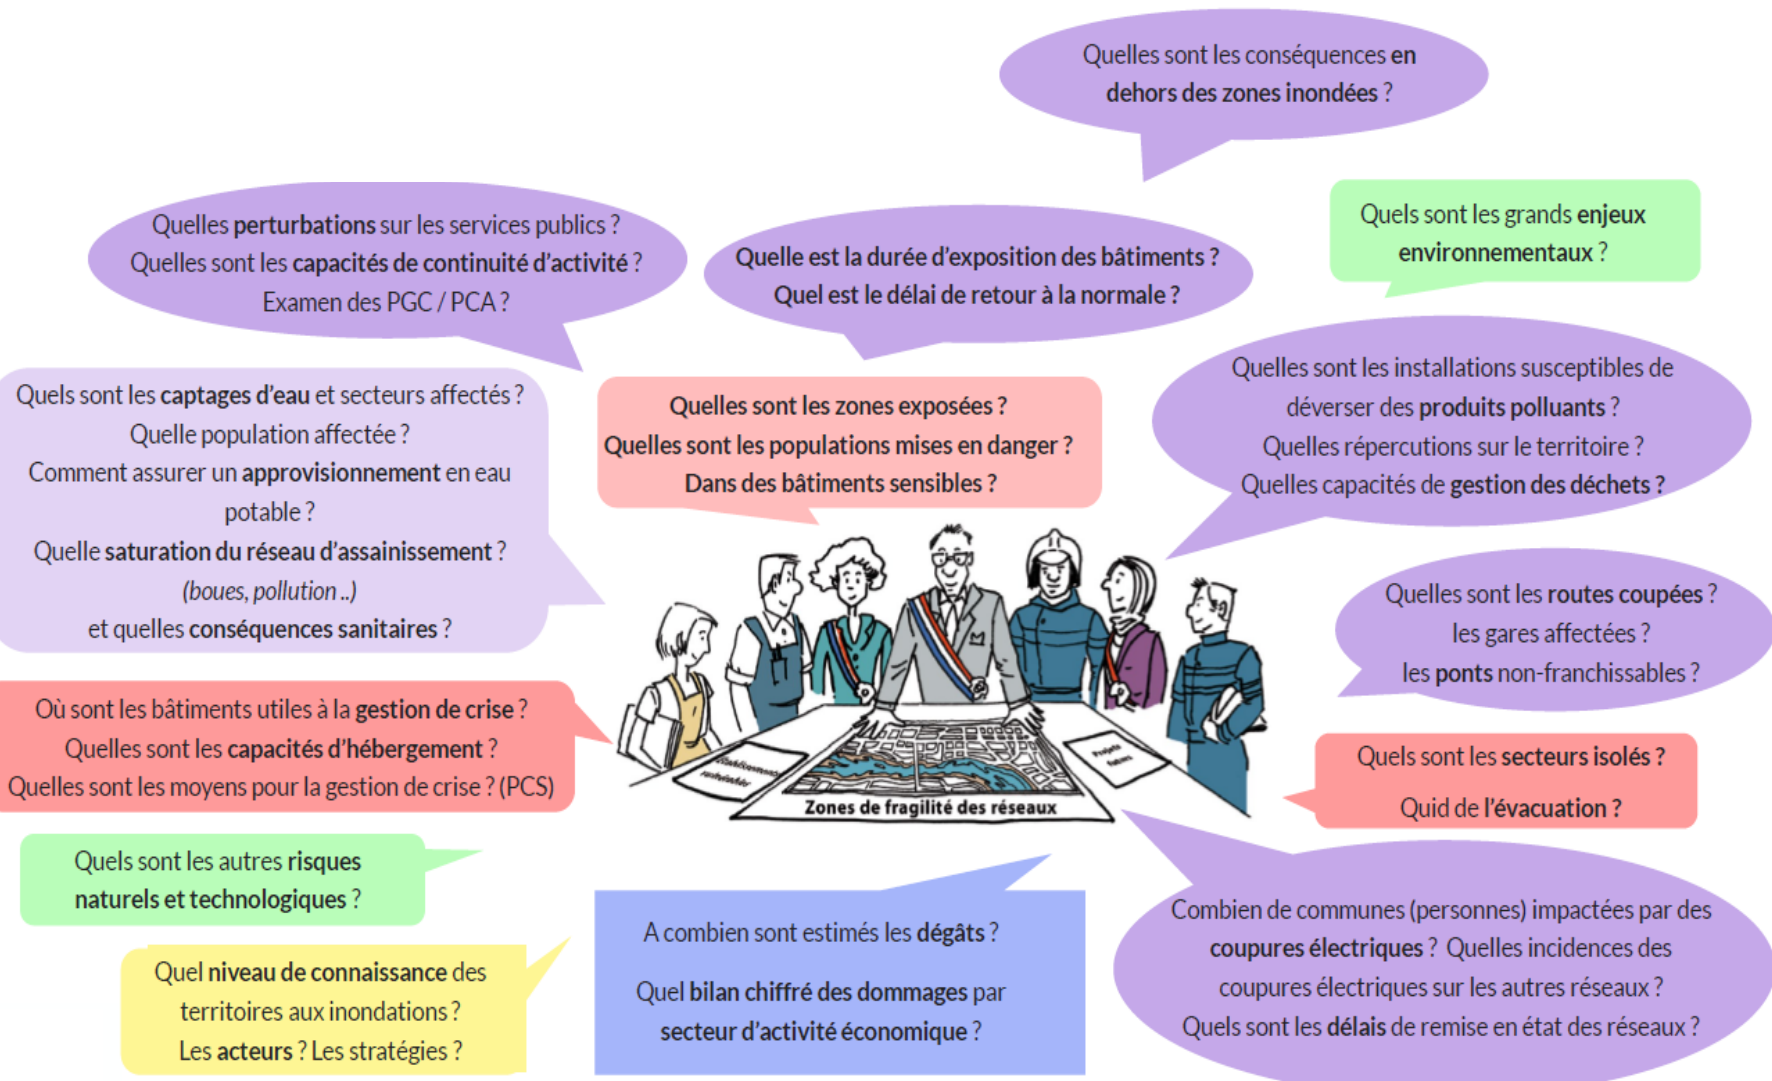 Quelles sont les conséquences en
dehors des zones inondées ?
Quelles perturbations sur les services publics ?
Quelles sont les capacités de continuité d'activité ?
Examen des PGC / PCA ?
Quelle est la durée d'exposition des bâtiments ?
Quel est le délai de retour à la normale ?
Quels sont les grands enjeux
environnementaux ?
Quels sont les captages d'eau et secteurs affectés ?
Quelle population affectée ?
Comment assurer un approvisionnement en eau
potable ?
Quelle saturation du réseau d'assainissement ?
(boues, pollution ..)
et quelles conséquences sanitaires ?
Quelles sont les zones exposées ?
Quelles sont les populations mises en danger ?
Dans des bâtiments sensibles ?
Quelles sont les installations susceptibles de
déverser des produits polluants ?
Quelles répercutions sur le territoire ?
Quelles capacités de gestion des déchets ?
Quelles sont les routes coupées ?
les gares affectées ?
les ponts non-franchissables ?
Où sont les bâtiments utiles à la gestion de crise ?
Quelles sont les capacités d'hébergement ?
Quelles sont les moyens pour la gestion de crise ? (PCS)
Établissements
vulnérables
Projets
futurs
Zones de fragilité des réseaux
Quels sont les secteurs isolés ?
Quid de l'évacuation ?
Quels sont les autres risques
naturels et technologiques ?
Quel niveau de connaissance des
territoires aux inondations ?
Les acteurs ? Les stratégies ?
A combien sont estimés les dégâts ?
Quel bilan chiffré des dommages par
secteur d'activité économique ?
Combien de communes (personnes) impactées par des
coupures électriques ? Quelles incidences des
coupures électriques sur les autres réseaux ?
Quels sont les délais de remise en état des réseaux ?